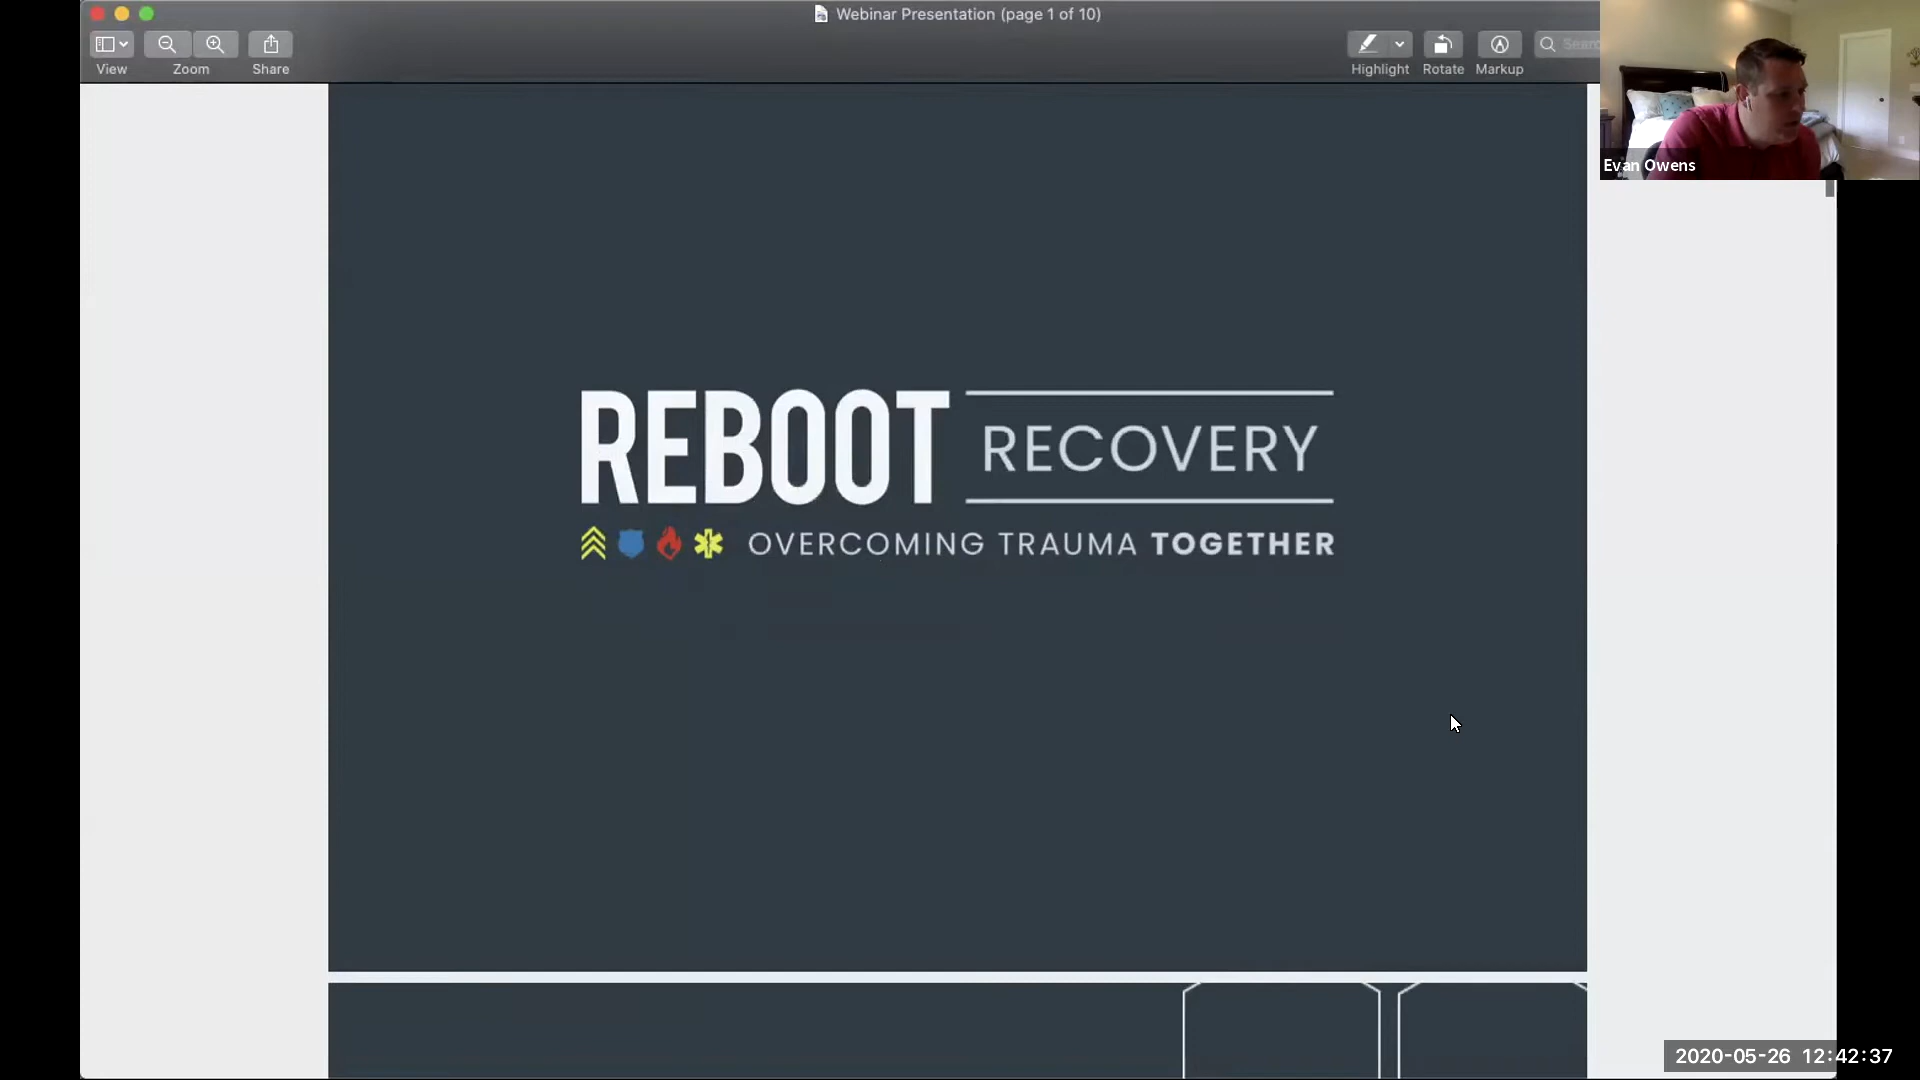 Webinar Presentation (page 1 of 10)
View
Zoom
Share
Highlight
Rotate
Markup
Evan Owens
REBOOT RECOVERY
OVERCOMING TRAUMA TOGETHER
2020-05-26 12:42:37